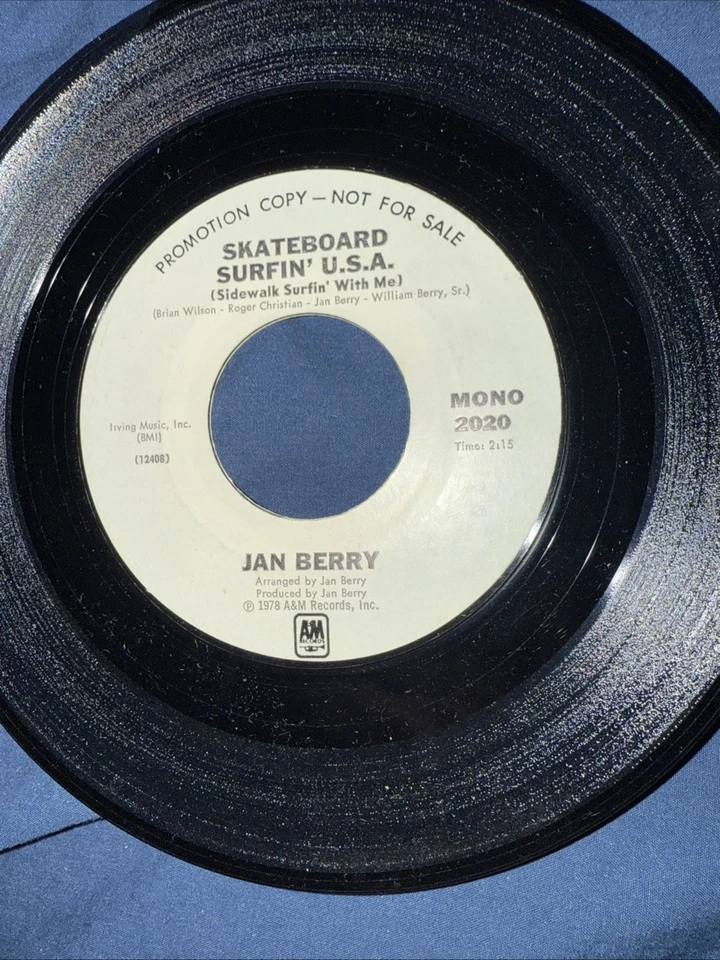 PROMOTION COPY — NOT FOR SALE
SKATEBOARD
SURFIN' U.S.A.
(Sidewalk Surfin' With Me)
(Brian Wilson - Roger Christian - Jan Berry - William Berry, Sr.)
Irving Music, Inc.
(BMI)
(12408)
MONO
2020
Time: 2:15
JAN BERRY
Arranged by Jan Berry
Produced by Jan Berry
℗ 1978 A&M Records, Inc.
A&M
RECORDS